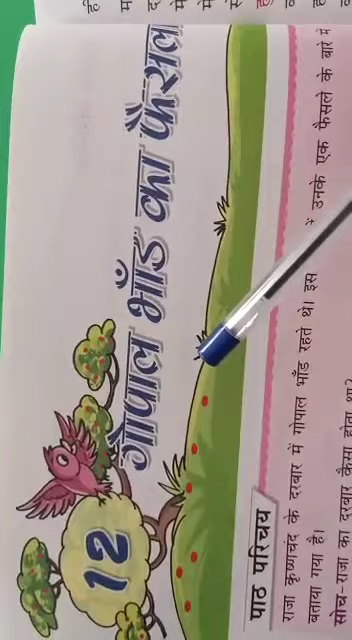 12
गोपाल भाँड का फैसला
पाठ परिचय
राजा कृष्णचंद के दरबार में गोपाल भाँड रहते थे। इस में उनके एक फैसले के बारे में
बताया गया है।
सोच-राजा का दरबार कैसा होता था?